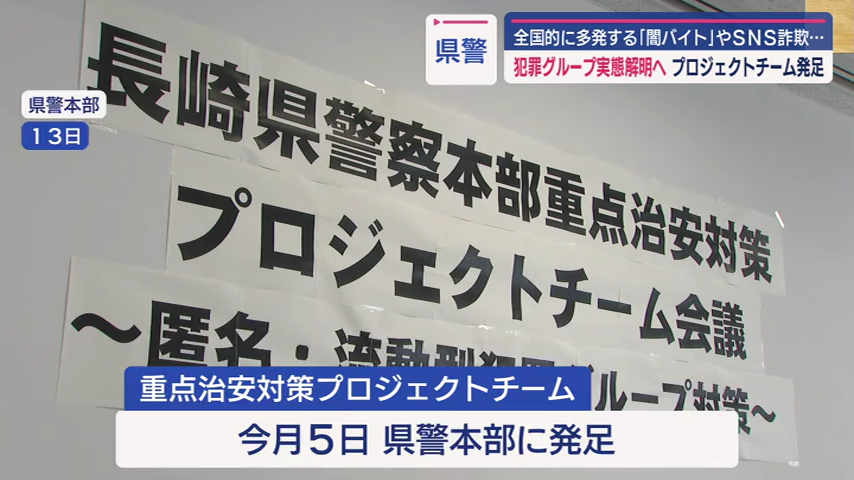 県警
全国的に多発する「闇バイト」やSNS詐欺…
犯罪グループ実態解明へ プロジェクトチーム発足
県警本部
13日
長崎県警察本部重点治安対策
プロジェクトチーム会議
～匿名・流動型犯罪グループ対策～
重点治安対策プロジェクトチーム
今月5日 県警本部に発足